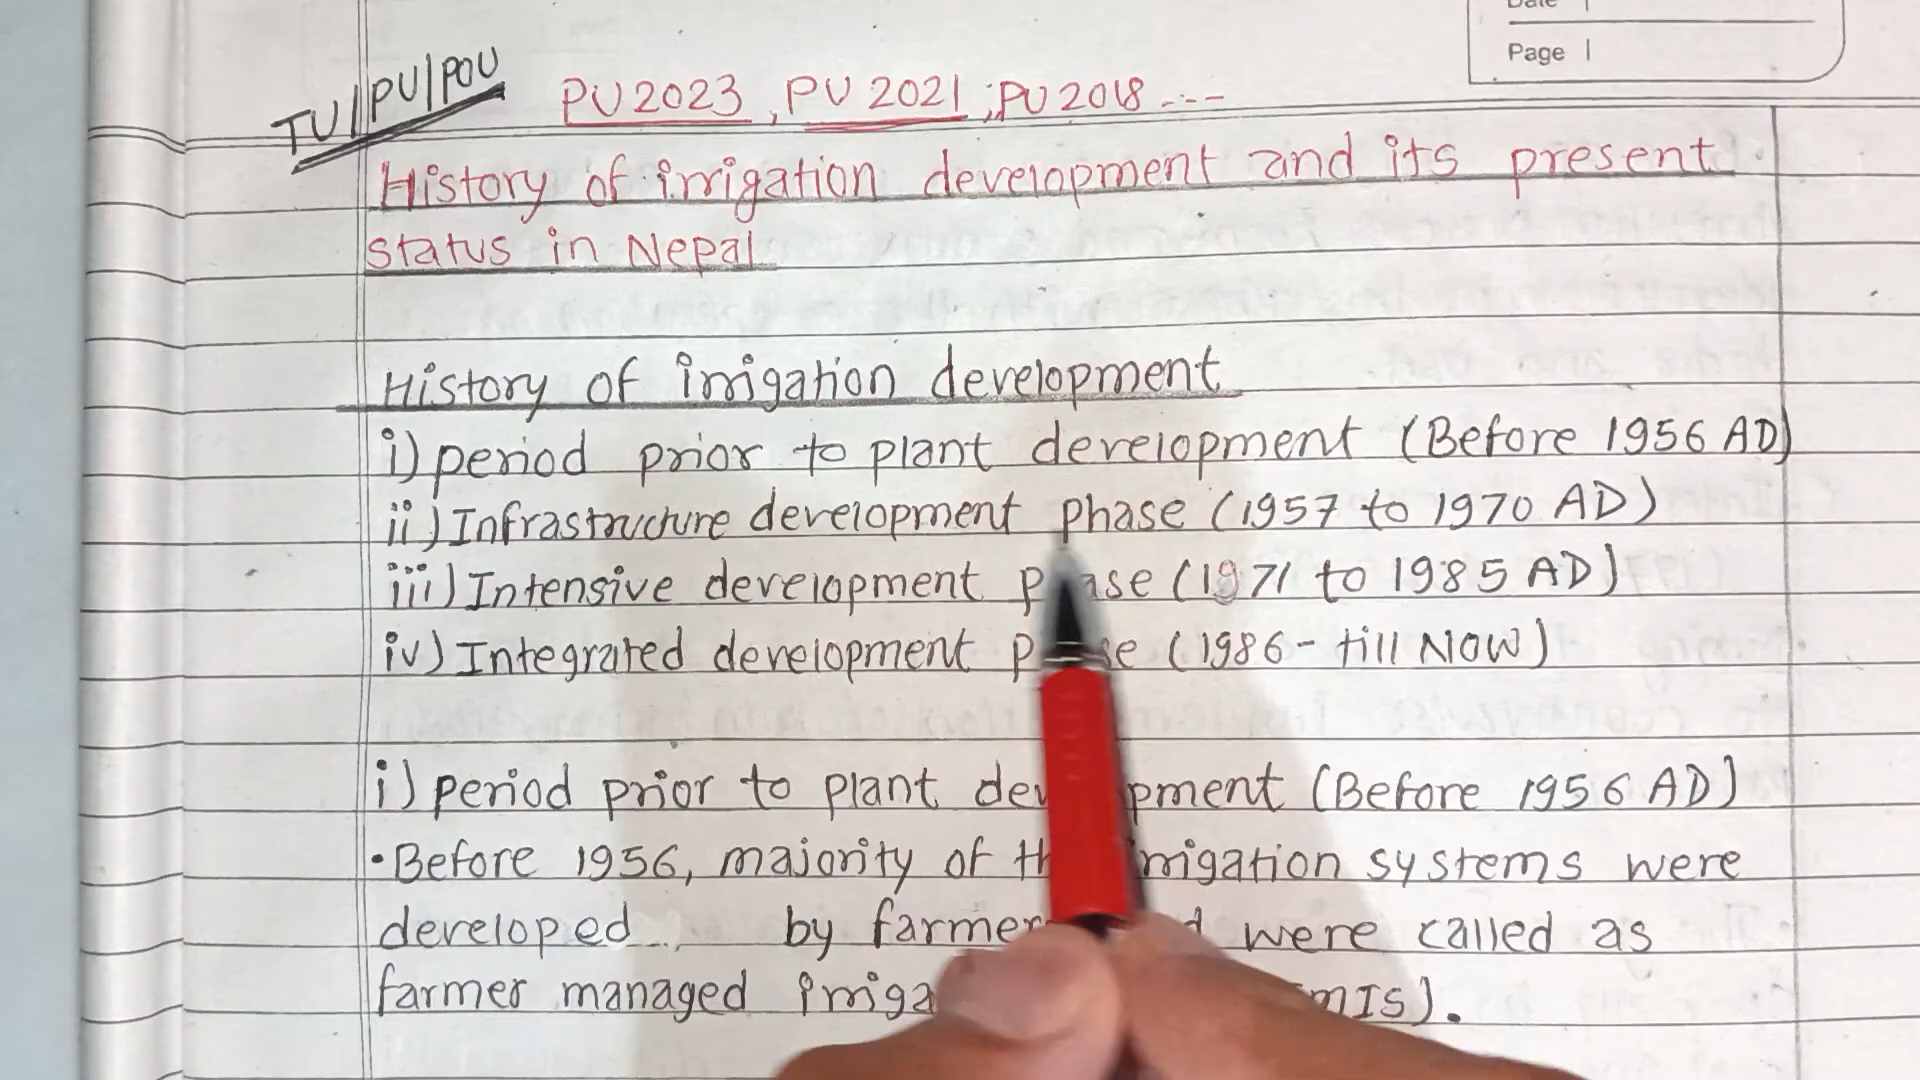 Date |
Page |
TU|PU|POU
PU 2023, PU 2021, PU 2018 ---
History of irrigation development and its present
status in Nepal
History of irrigation development
i) period prior to plant development (Before 1956 AD)
ii) Infrastructure development phase (1957 to 1970 AD)
iii) Intensive development phase (1971 to 1985 AD)
iv) Integrated development (1986 - till NOW)
i) period prior to plant development (Before 1956 AD)
• Before 1956, majority of irrigation systems were
developed by were called as
farmer managed